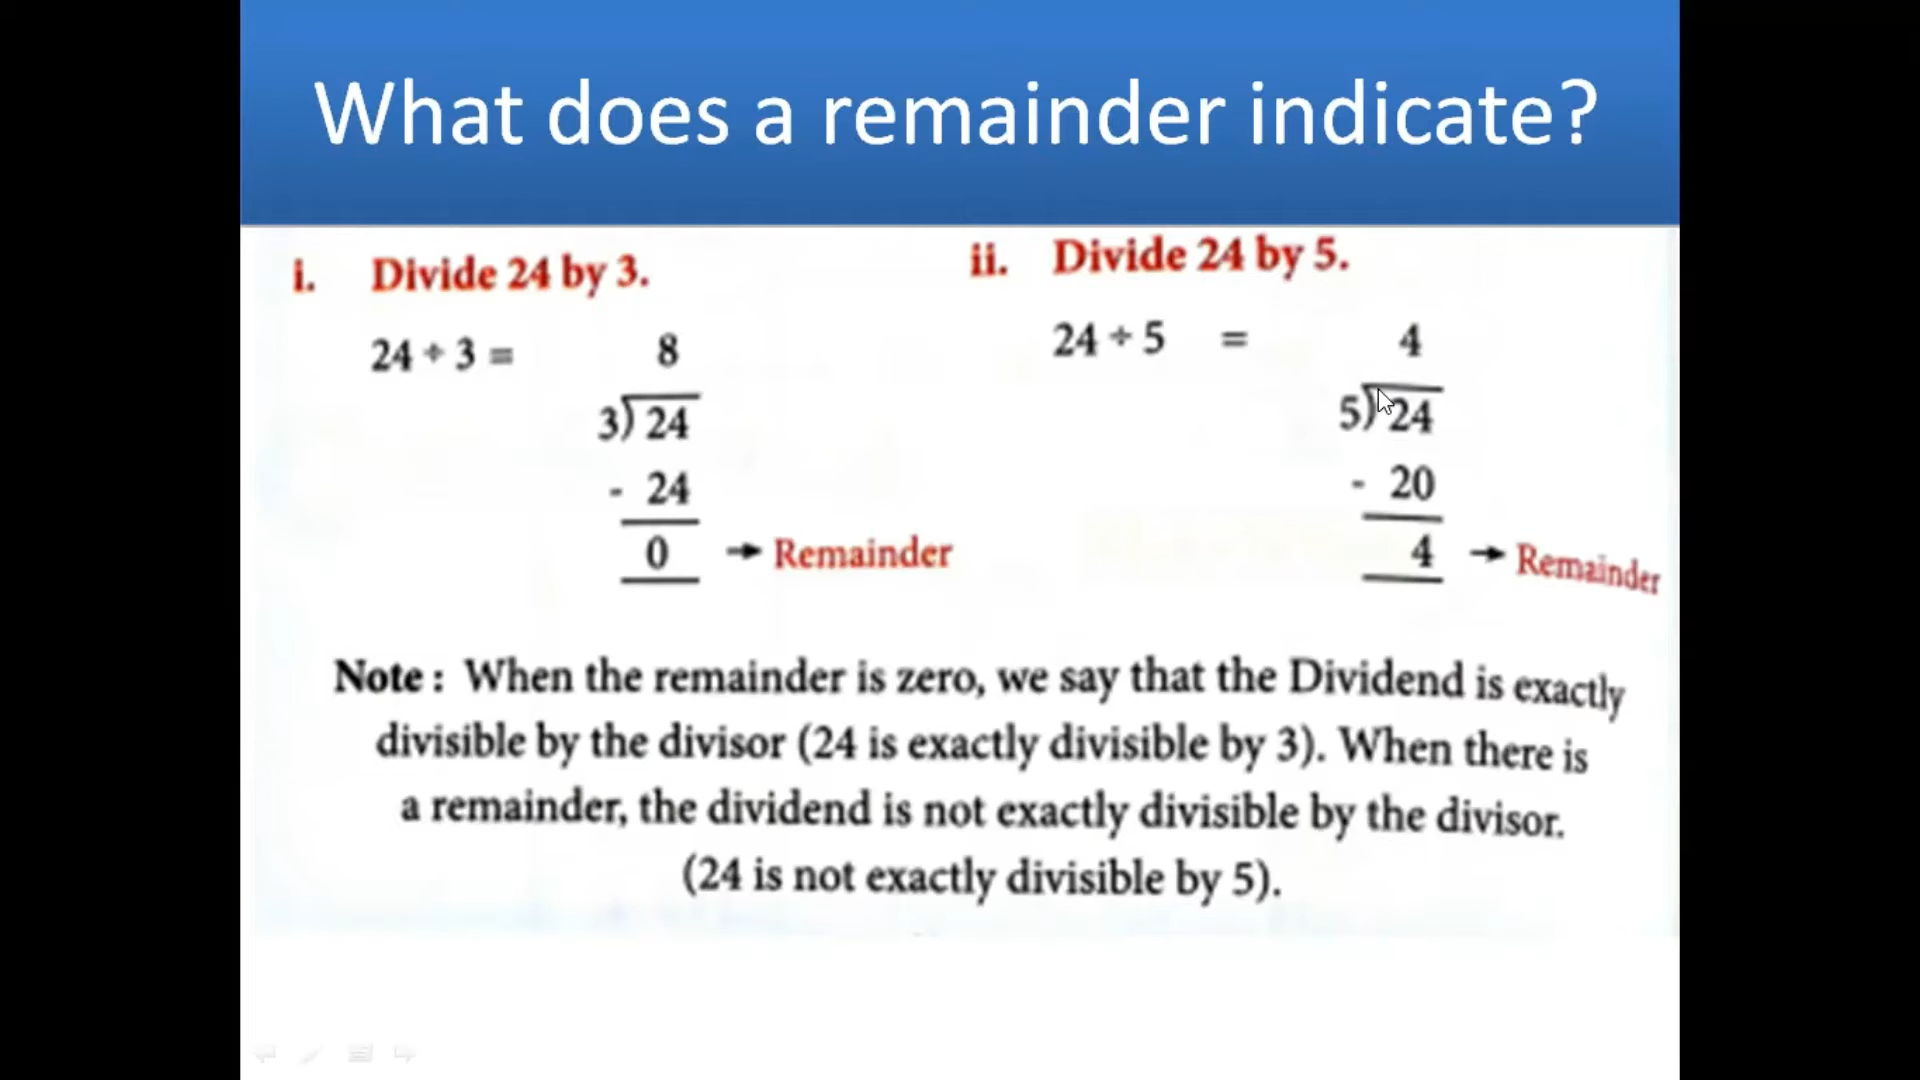 What does a remainder indicate?
i. Divide 24 by 3.
24 ÷ 3 = 8
3) 24
- 24
0 → Remainder
ii. Divide 24 by 5.
24 ÷ 5 = 4
5) 24
- 20
4 → Remainder
Note : When the remainder is zero, we say that the Dividend is exactly
divisible by the divisor (24 is exactly divisible by 3). When there is
a remainder, the dividend is not exactly divisible by the divisor.
(24 is not exactly divisible by 5).